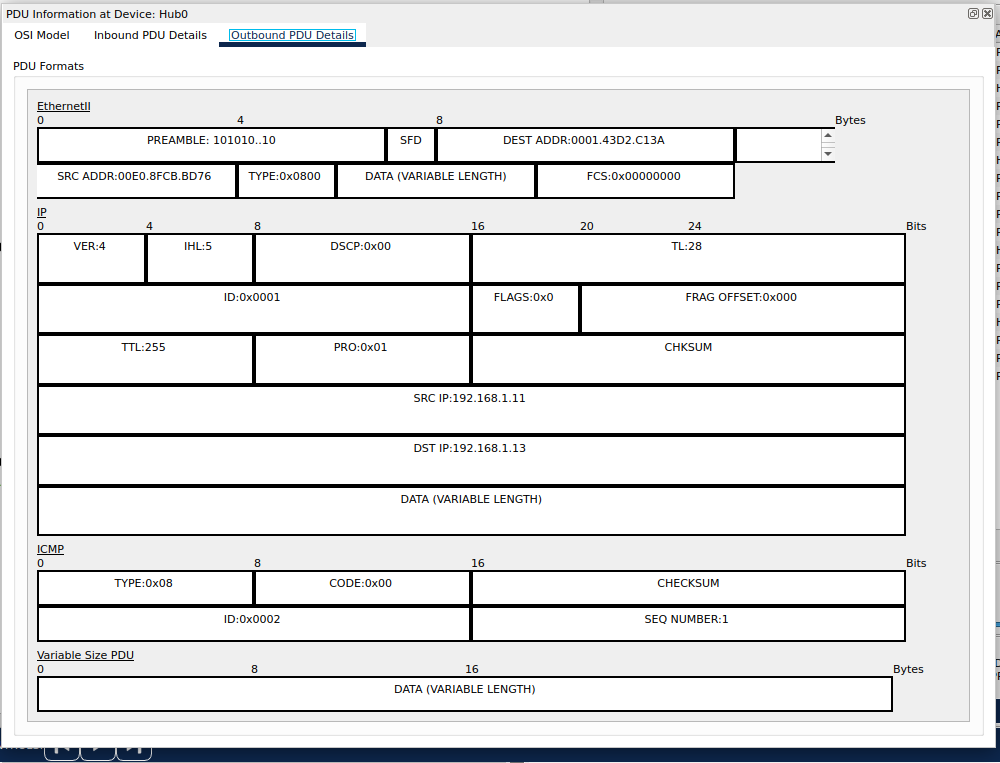 PDU Information at Device: Hub0
OSI Model Inbound PDU Details Outbound PDU Details
PDU Formats
EthernetII
0 4 8 Bytes
PREAMBLE: 101010..10 SFD DEST ADDR:0001.43D2.C13A
SRC ADDR:00E0.8FCB.BD76 TYPE:0x0800 DATA (VARIABLE LENGTH) FCS:0x00000000
IP
0 4 8 16 20 24 Bits
VER:4 IHL:5 DSCP:0x00 TL:28
ID:0x0001 FLAGS:0x0 FRAG OFFSET:0x000
TTL:255 PRO:0x01 CHKSUM
SRC IP:192.168.1.11
DST IP:192.168.1.13
DATA (VARIABLE LENGTH)
ICMP
0 8 16 Bits
TYPE:0x08 CODE:0x00 CHECKSUM
ID:0x0002 SEQ NUMBER:1
Variable Size PDU
0 8 16 Bytes
DATA (VARIABLE LENGTH)